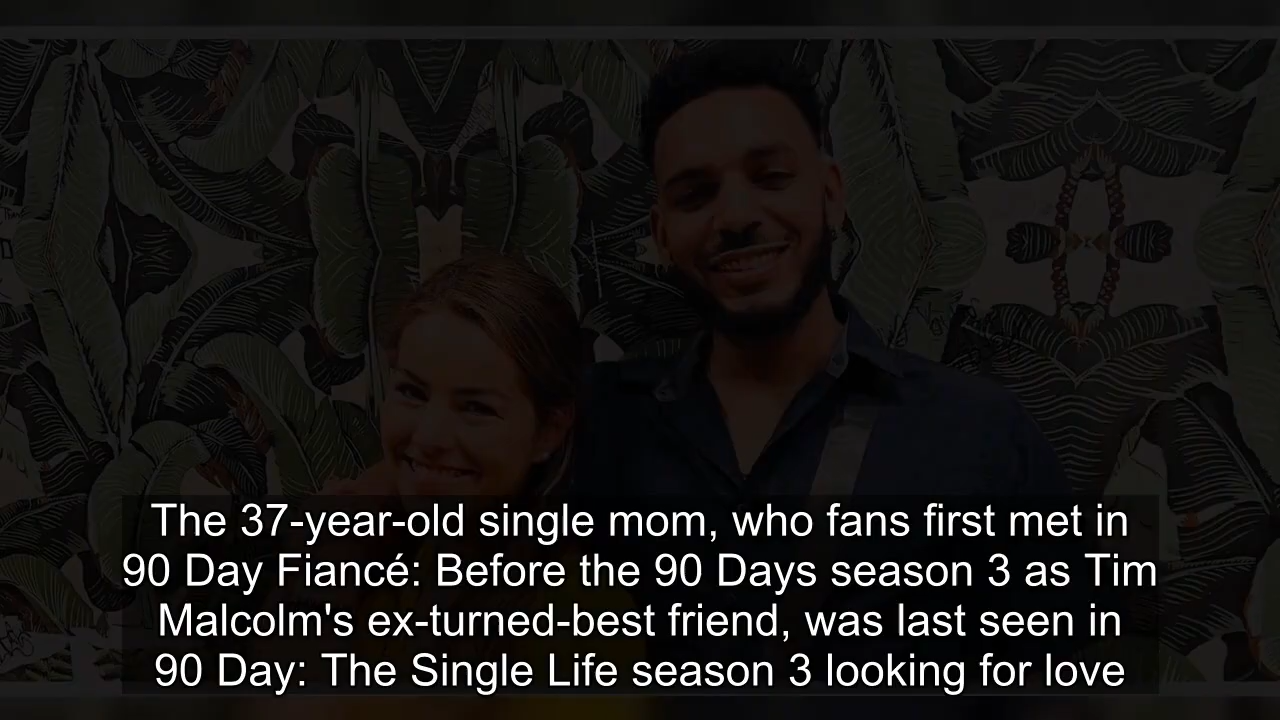 The 37-year-old single mom, who fans first met in
90 Day Fiancé: Before the 90 Days season 3 as Tim
Malcolm's ex-turned-best friend, was last seen in
90 Day: The Single Life season 3 looking for love